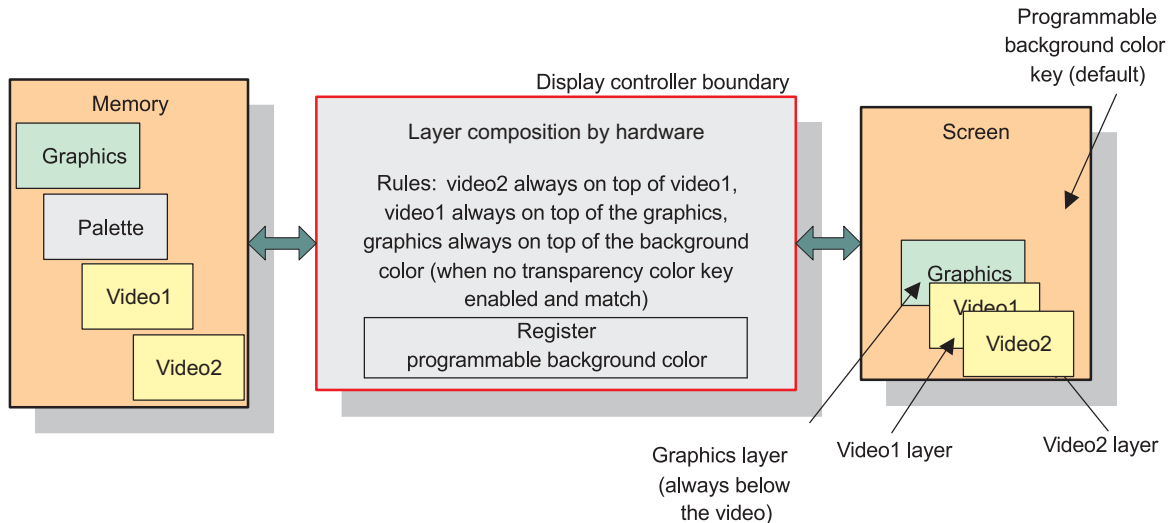 Programmable
background color
key (default)
Display controller boundary
Memory
Graphics
Palette
Video1
Video2
Layer composition by hardware
Rules: video2 always on top of video1,
video1 always on top of the graphics,
graphics always on top of the background
color (when no transparency color key
enabled and match)
Register
programmable background color
Screen
Graphics
Video1
Video2
Graphics layer
(always below
the video)
Video1 layer
Video2 layer